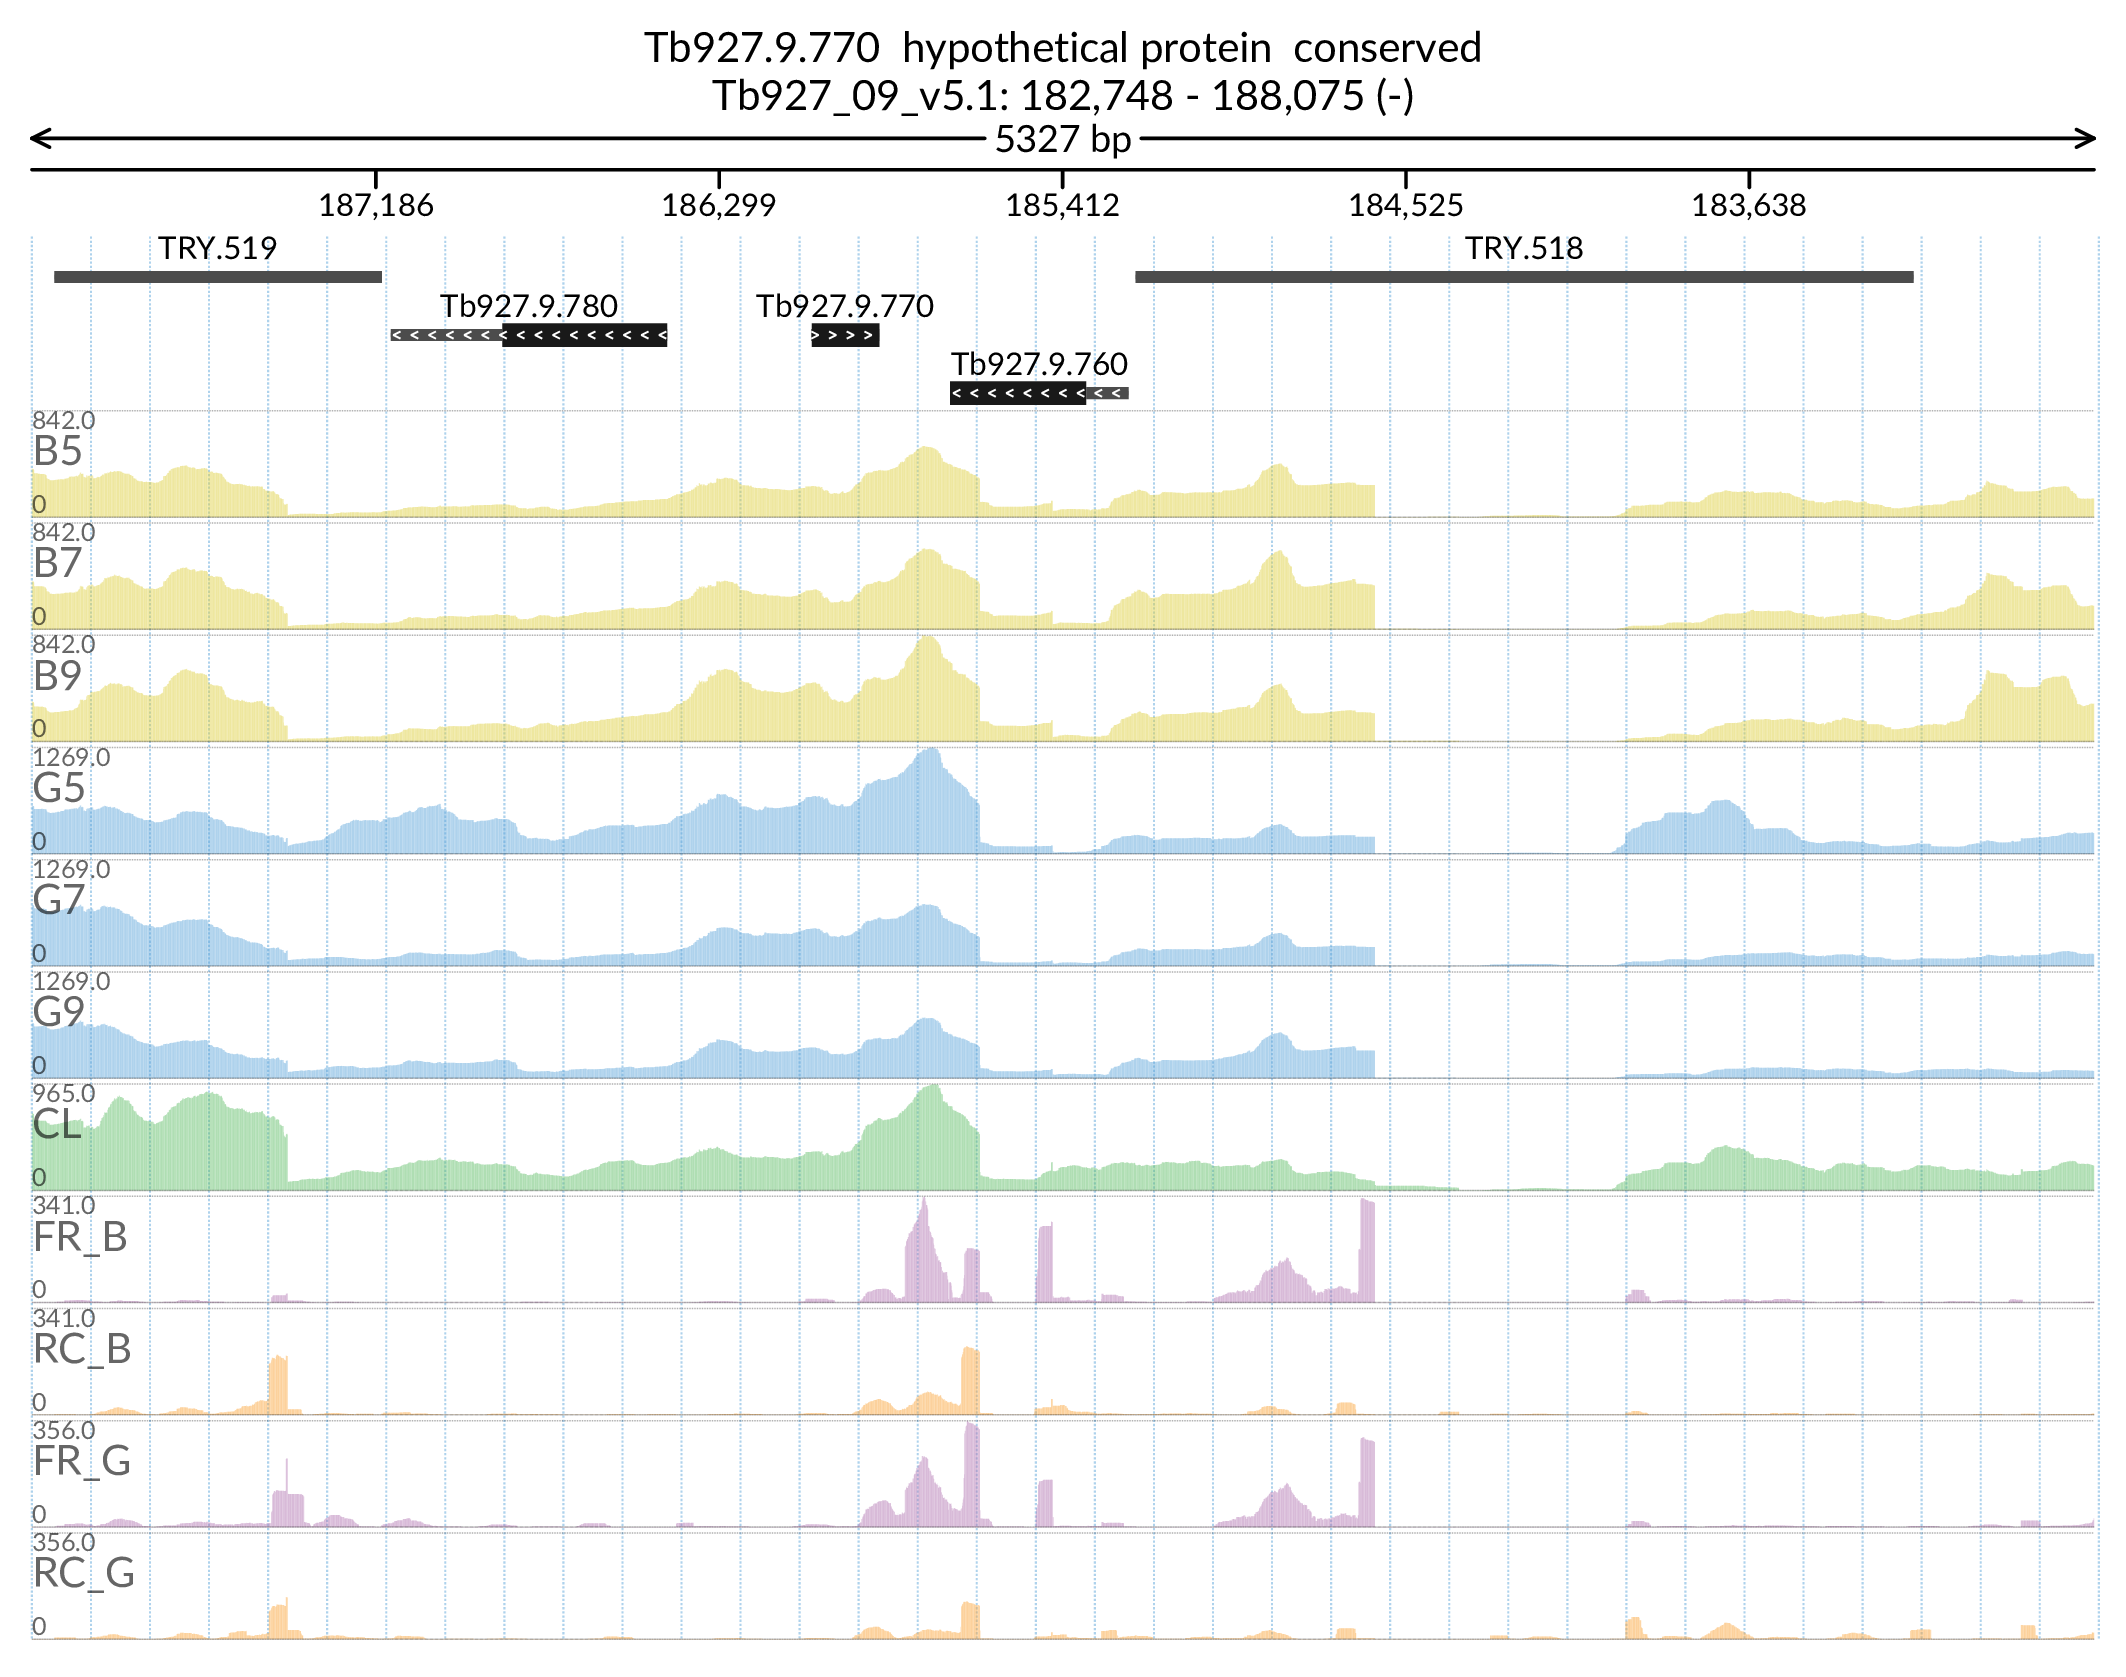 Tb927.9.770 hypothetical protein conserved
Tb927_09_v5.1: 182,748 - 188,075 (-)
5327 bp
187,186 186,299 185,412 184,525 183,638
TRY.519 TRY.518
Tb927.9.780 Tb927.9.770
Tb927.9.760
842.0
B5
0
842.0
B7
0
842.0
B9
0
1269.0
G5
0
1269.0
G7
0
1269.0
G9
0
965.0
CL
0
341.0
FR_B
0
341.0
RC_B
0
356.0
FR_G
0
356.0
RC_G
0